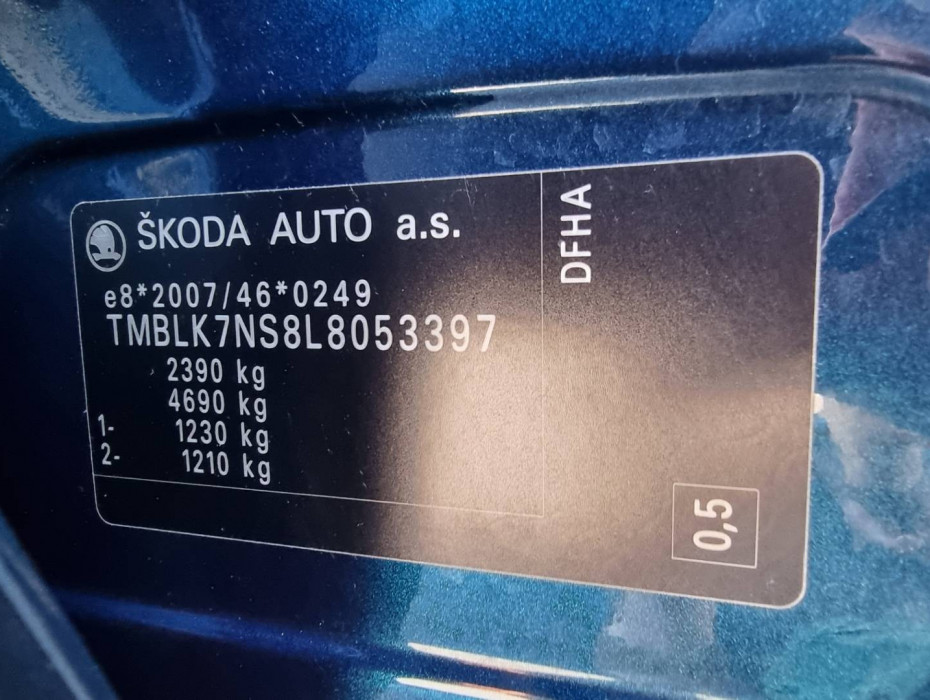 ŠKODA AUTO a.s.
e8*2007/46*0249
TMBLK7NS8L8053397
2390 kg
4690 kg
1- 1230 kg
2- 1210 kg
DFHA
0,5